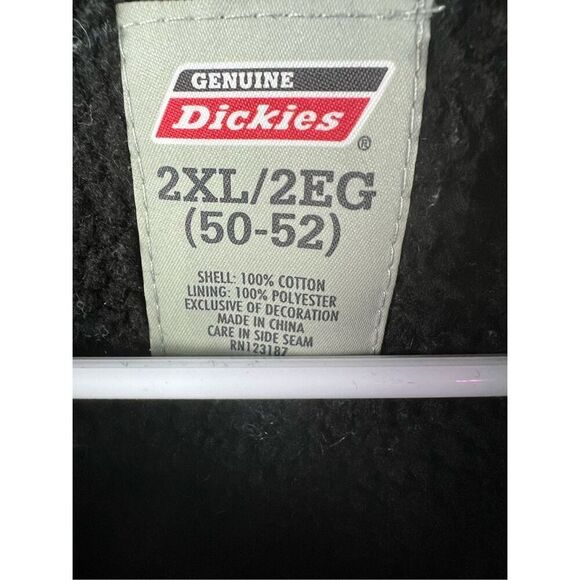 GENUINE
Dickies
®
2XL/2EG
(50-52)
SHELL: 100% COTTON
LINING: 100% POLYESTER
EXCLUSIVE OF DECORATION
MADE IN CHINA
CARE IN SIDE SEAM
RN123187